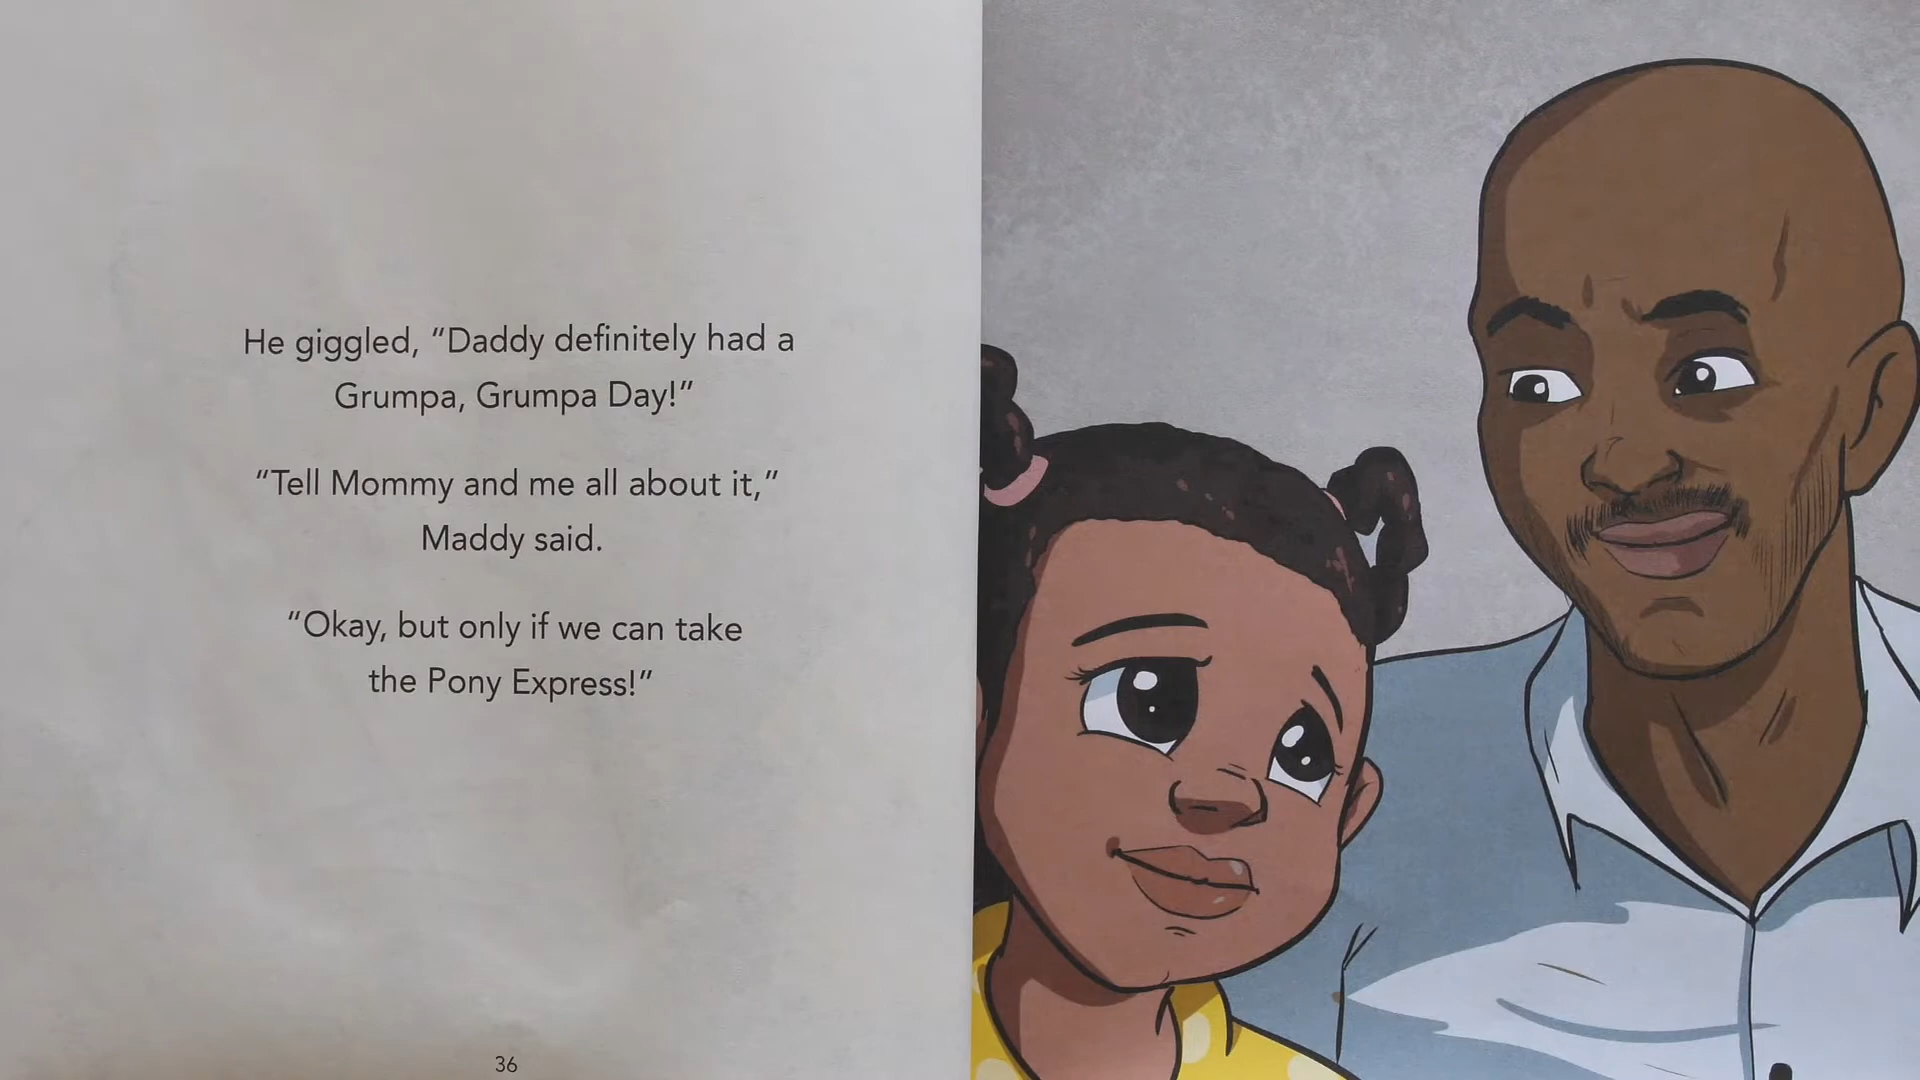 He giggled, “Daddy definitely had a
Grumpa, Grumpa Day!”
“Tell Mommy and me all about it,”
Maddy said.
“Okay, but only if we can take
the Pony Express!”
36